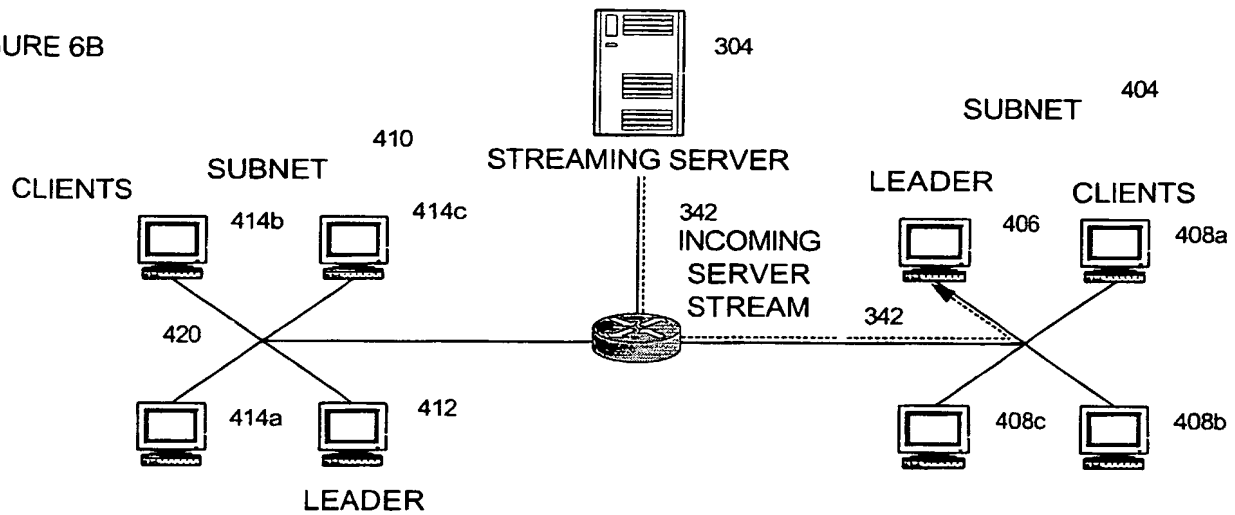 URE 6B
304
404
SUBNET
410
STREAMING SERVER
SUBNET
CLIENTS
LEADER
CLIENTS
414b
414c
342
406
408a
INCOMING
SERVER
STREAM
342
420
414a
412
408c
408b
LEADER